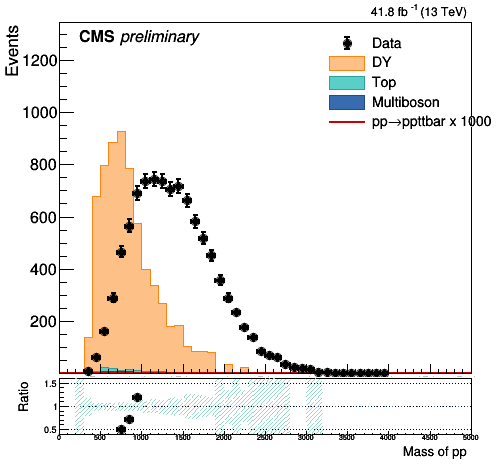 41.8 fb⁻¹ (13 TeV)
CMS preliminary
Events
1200
1000
800
600
400
200
Data
DY
Top
Multiboson
pp→ppttbar x 1000
Ratio
1.5
1
0.5
0 500 1000 1500 2000 2500 3000 3500 4000 4500 5000
Mass of pp